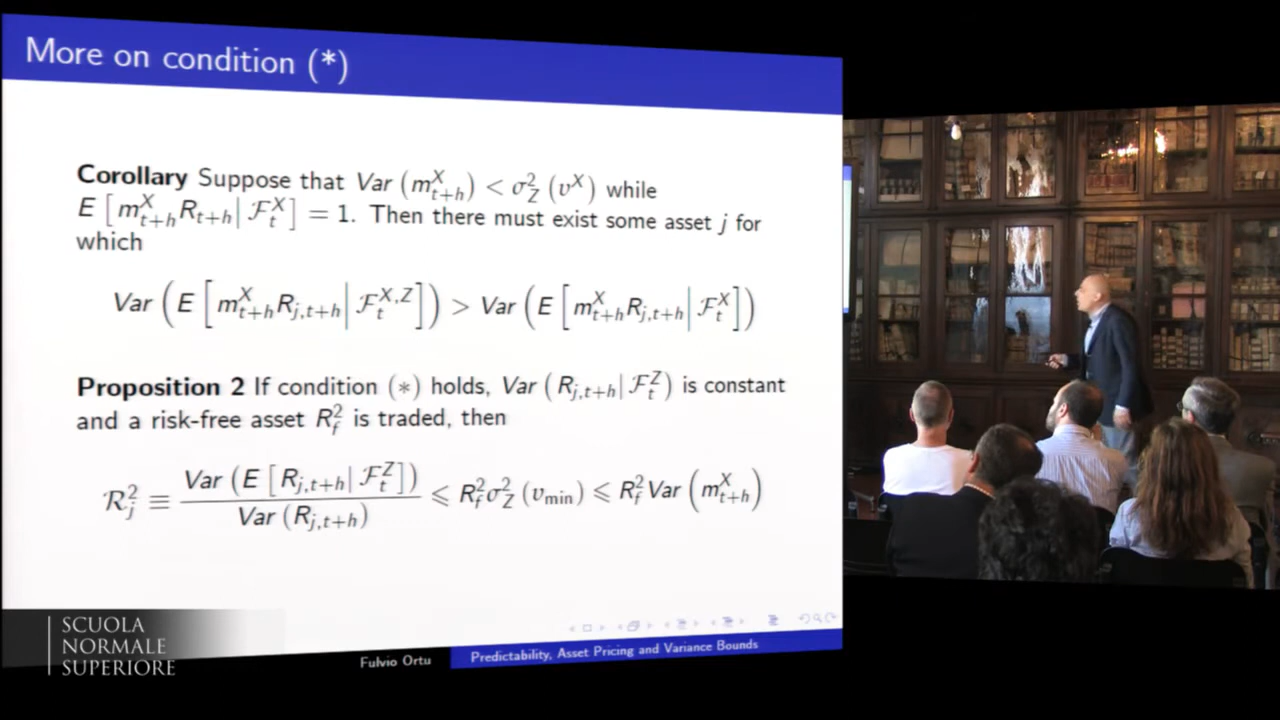 More on condition (*)
Corollary Suppose that Var (m^X_{t+h}) < σ^2_Z (υ^X) while
E [m^X_{t+h} R_{t+h} | F^X_t] = 1. Then there must exist some asset j for
which
Var (E [m^X_{t+h} R_{j,t+h} | F^{X,Z}_t]) > Var (E [m^X_{t+h} R_{j,t+h} | F^X_t])
Proposition 2 If condition (*) holds, Var (R_{j,t+h} | F^Z_t) is constant
and a risk-free asset R^2_f is traded, then
R^2_j ≡ Var (E [R_{j,t+h} | F^Z_t]) / Var (R_{j,t+h}) ⩽ R^2_f σ^2_Z (υ_min) ⩽ R^2_f Var (m^X_{t+h})
SCUOLA
NORMALE
SUPERIORE
Fulvio Ortu
Predictability, Asset Pricing and Variance Bounds